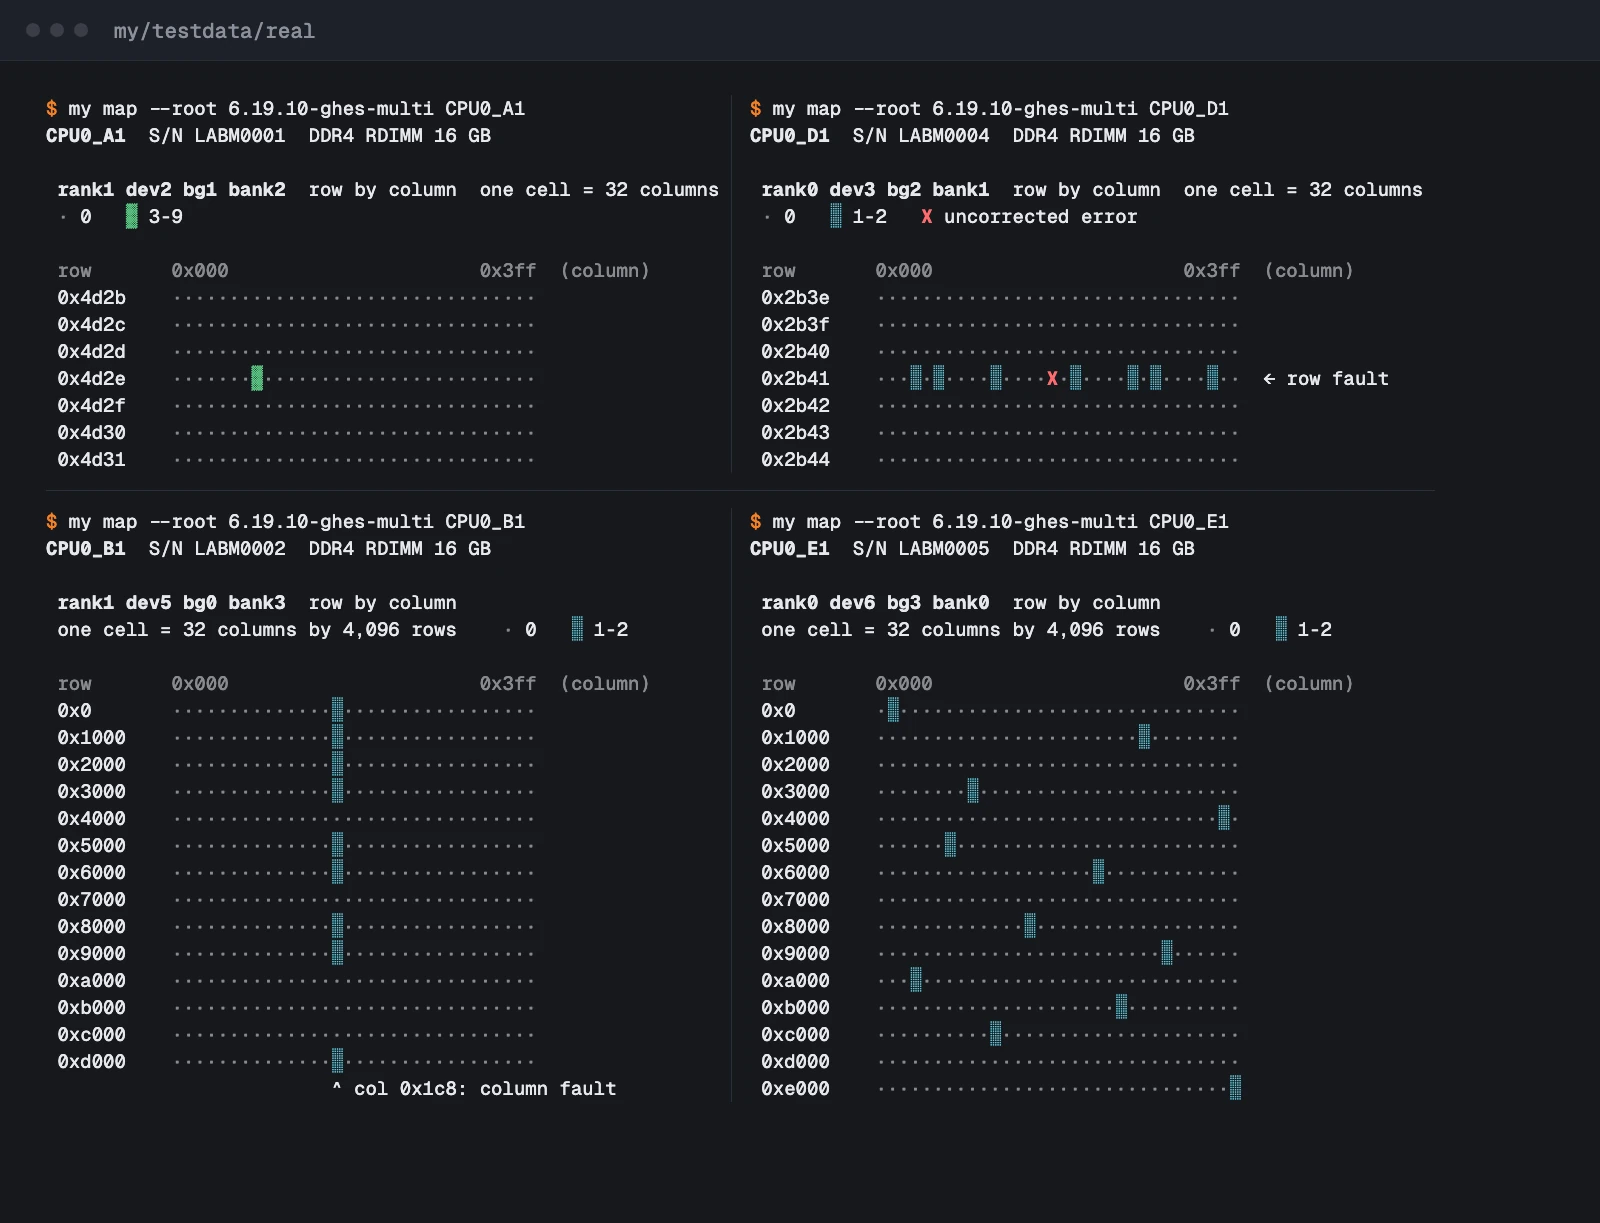 my/testdata/real
$ my map --root 6.19.10-ghes-multi CPU0_A1
CPU0_A1  S/N LABM0001  DDR4 RDIMM 16 GB
rank1 dev2 bg1 bank2  row by column  one cell = 32 columns
· 0  ▓ 3-9
row  0x000  0x3ff  (column)
0x4d2b
0x4d2c
0x4d2d
0x4d2e
0x4d2f
0x4d30
0x4d31
$ my map --root 6.19.10-ghes-multi CPU0_D1
CPU0_D1  S/N LABM0004  DDR4 RDIMM 16 GB
rank0 dev3 bg2 bank1  row by column  one cell = 32 columns
· 0  ▒ 1-2  X uncorrected error
row  0x000  0x3ff  (column)
0x2b3e
0x2b3f
0x2b40
0x2b41  X  ← row fault
0x2b42
0x2b43
0x2b44
$ my map --root 6.19.10-ghes-multi CPU0_B1
CPU0_B1  S/N LABM0002  DDR4 RDIMM 16 GB
rank1 dev5 bg0 bank3  row by column
one cell = 32 columns by 4,096 rows  · 0  ▒ 1-2
row  0x000  0x3ff  (column)
0x0
0x1000
0x2000
0x3000
0x4000
0x5000
0x6000
0x7000
0x8000
0x9000
0xa000
0xb000
0xc000
0xd000
^ col 0x1c8: column fault
$ my map --root 6.19.10-ghes-multi CPU0_E1
CPU0_E1  S/N LABM0005  DDR4 RDIMM 16 GB
rank0 dev6 bg3 bank0  row by column
one cell = 32 columns by 4,096 rows  · 0  ▒ 1-2
row  0x000  0x3ff  (column)
0x0
0x1000
0x2000
0x3000
0x4000
0x5000
0x6000
0x7000
0x8000
0x9000
0xa000
0xb000
0xc000
0xd000
0xe000